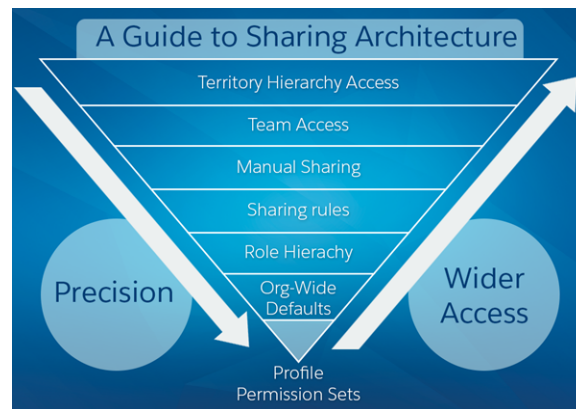 A Guide to Sharing Architecture
Territory Hierarchy Access
Team Access
Manual Sharing
Sharing rules
Role Hierachy
Org-Wide
Defaults
Precision
Wider
Access
Profile
Permission Sets